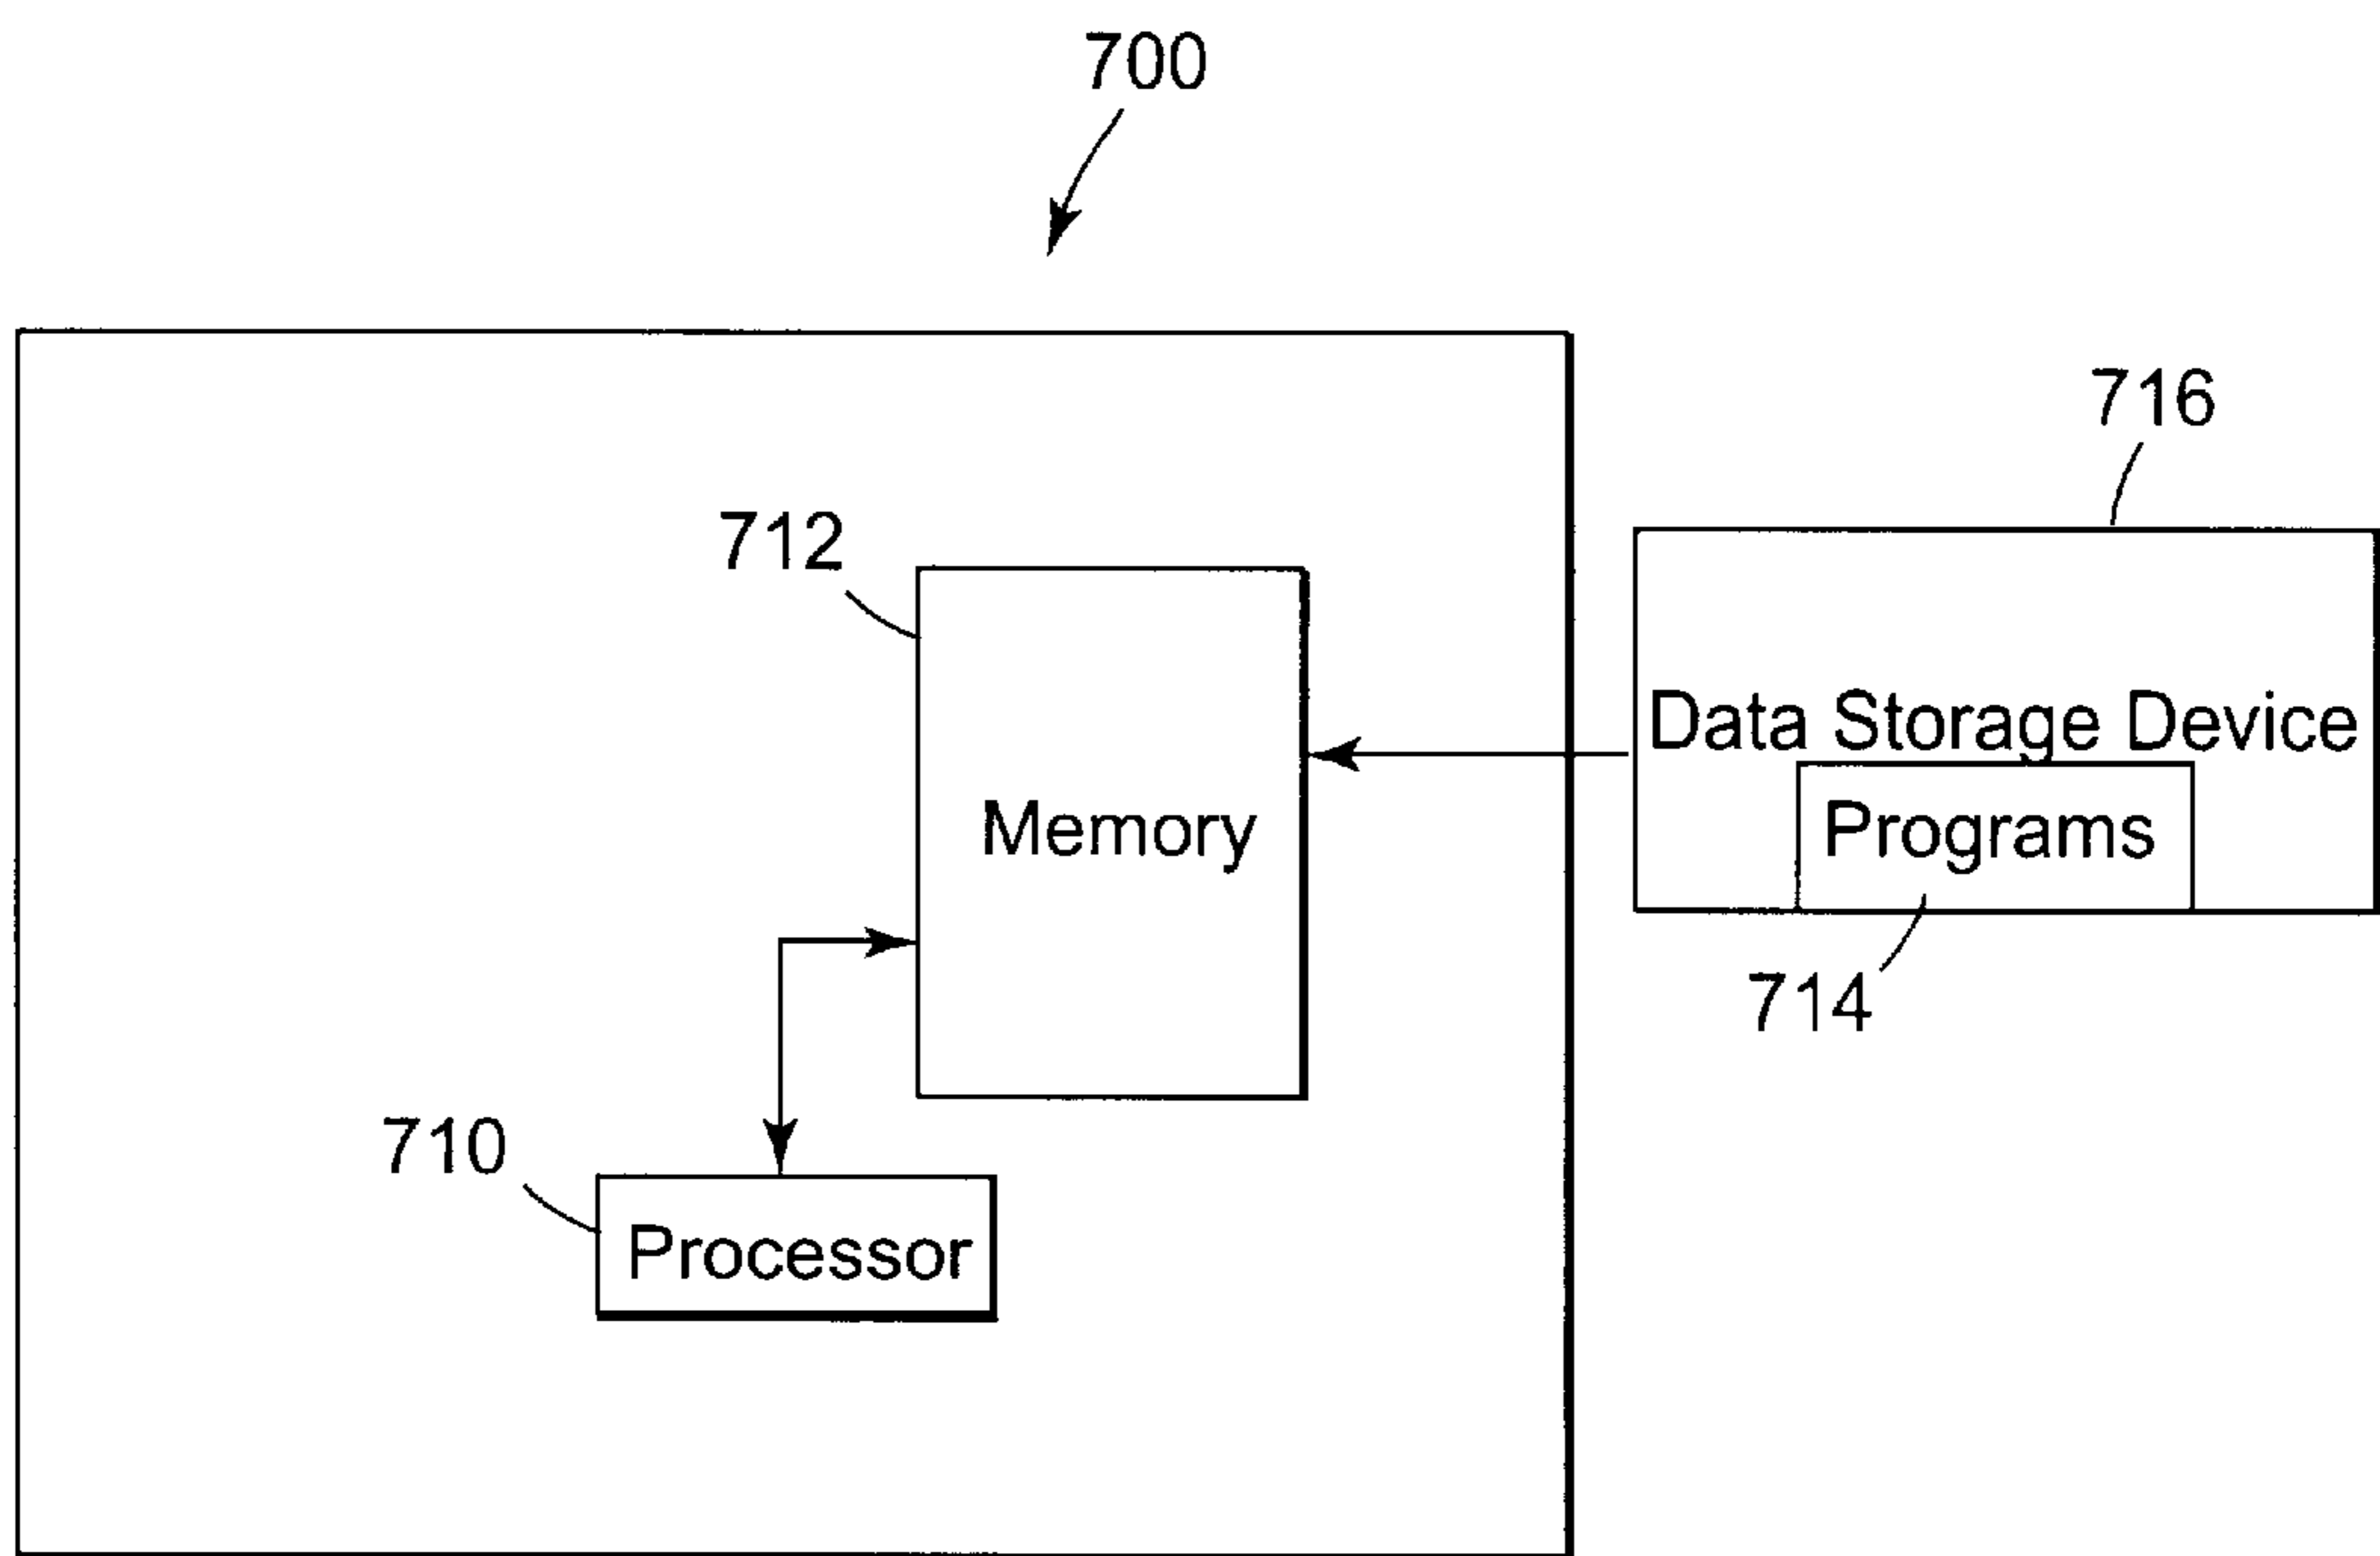 700
716
712
Data Storage Device
Memory
Programs
714
710
Processor